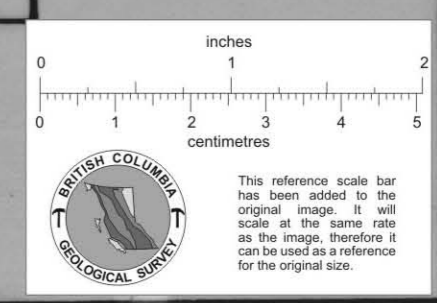 inches
0 1 2
0 1 2 3 4 5
centimetres
BRITISH COLUMBIA
GEOLOGICAL SURVEY
This reference scale bar
has been added to the
original image. It will
scale at the same rate
as the image, therefore it
can be used as a reference
for the original size.